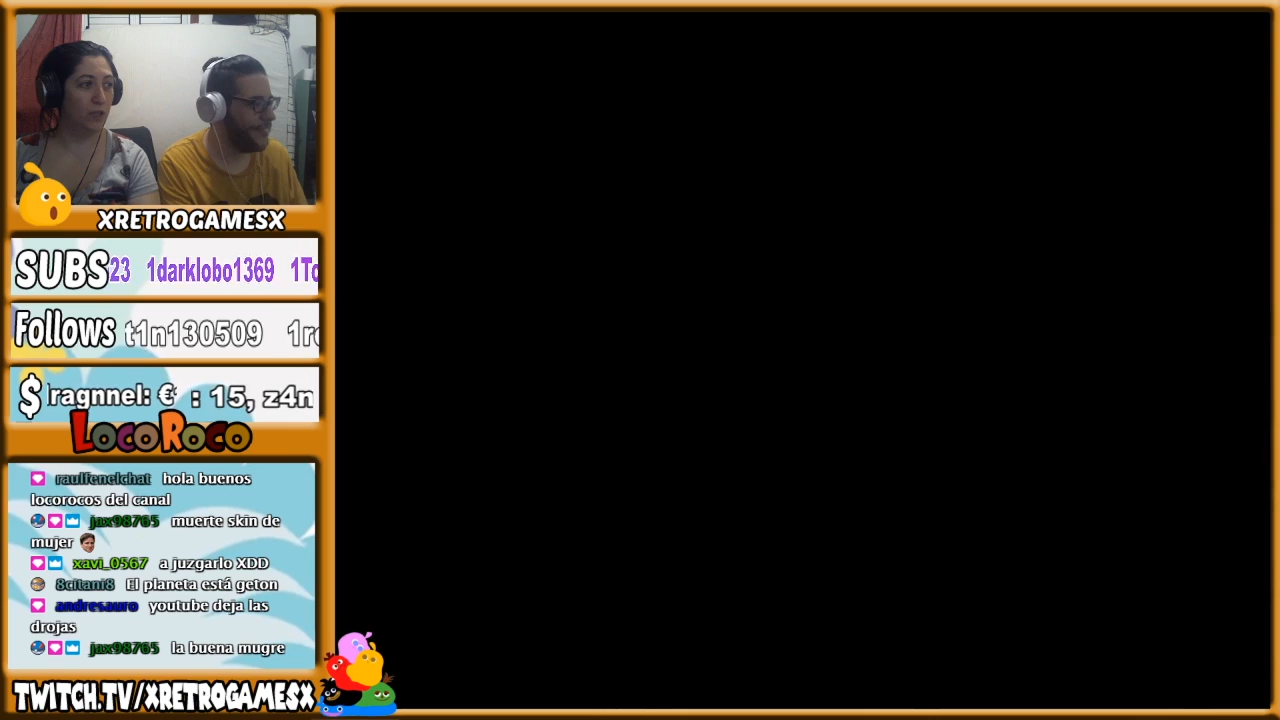 XRETROGAMESX
SUBS 23 1darklobo1369 1To
Follows t1n130509 1r
$ ragnnel: € : 15, z4n
LocoRoco
raulfenelchat hola buenos
locorocos del canal
jax98765 muerte skin de
mujer
xavi_0567 a juzgarlo XDD
8citani8 El planeta está geton
andresauro youtube deja las
drojas
jax98765 la buena mugre
TWITCH.TV/XRETROGAMESX